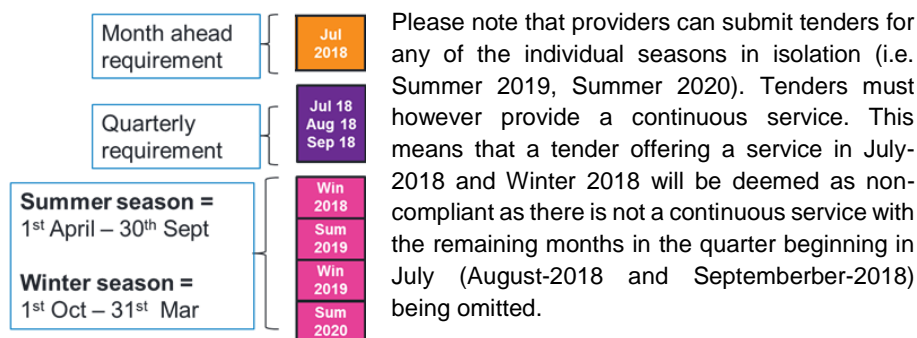 Month ahead
requirement
Jul
2018
Quarterly
requirement
Jul 18
Aug 18
Sep 18
Summer season =
1st April – 30th Sept
Winter season =
1st Oct – 31st Mar
Win
2018
Sum
2019
Win
2019
Sum
2020
Please note that providers can submit tenders for
any of the individual seasons in isolation (i.e.
Summer 2019, Summer 2020). Tenders must
however provide a continuous service. This
means that a tender offering a service in July-
2018 and Winter 2018 will be deemed as non-
compliant as there is not a continuous service with
the remaining months in the quarter beginning in
July (August-2018 and Septemberber-2018)
being omitted.